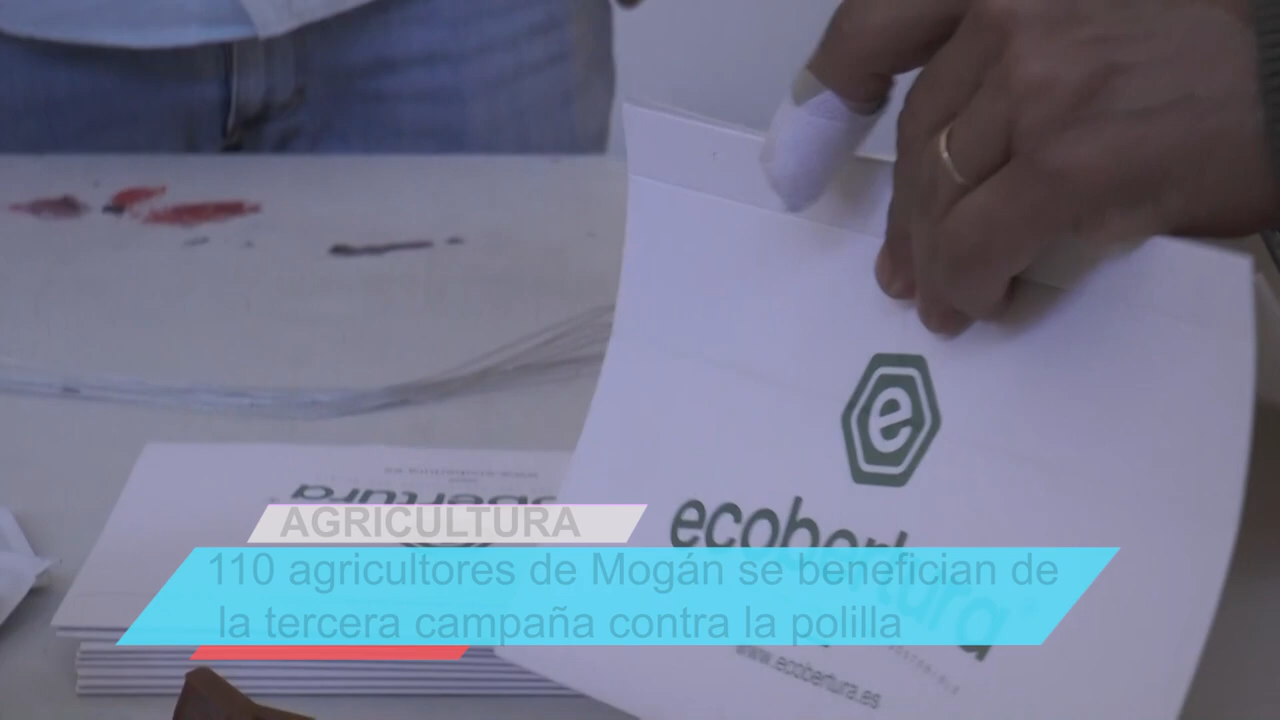 e
ecobertura
www.ecobertura.es
AGRICULTURA
110 agricultores de Mogán se benefician de
la tercera campaña contra la polilla